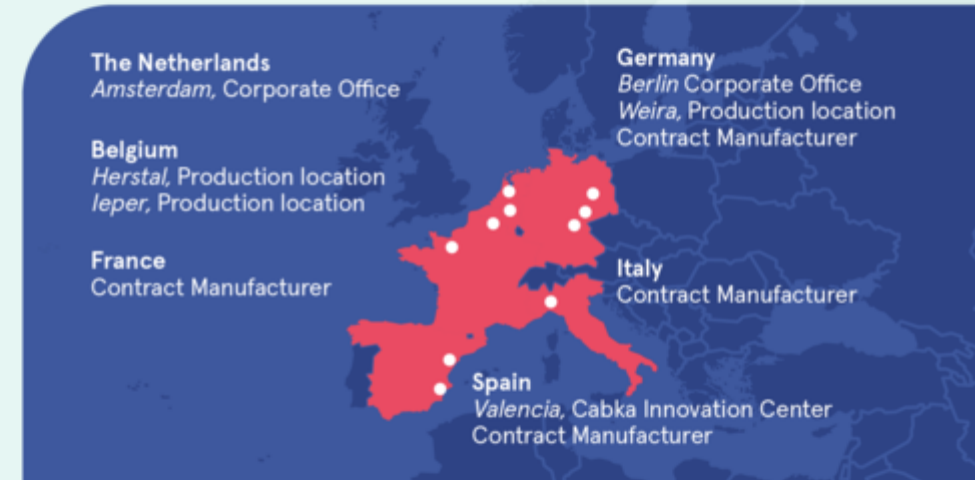 The Netherlands
Amsterdam, Corporate Office
Belgium
Herstal, Production location
Ieper, Production location
France
Contract Manufacturer
Germany
Berlin Corporate Office
Weira, Production location
Contract Manufacturer
Italy
Contract Manufacturer
Spain
Valencia, Cabka Innovation Center
Contract Manufacturer